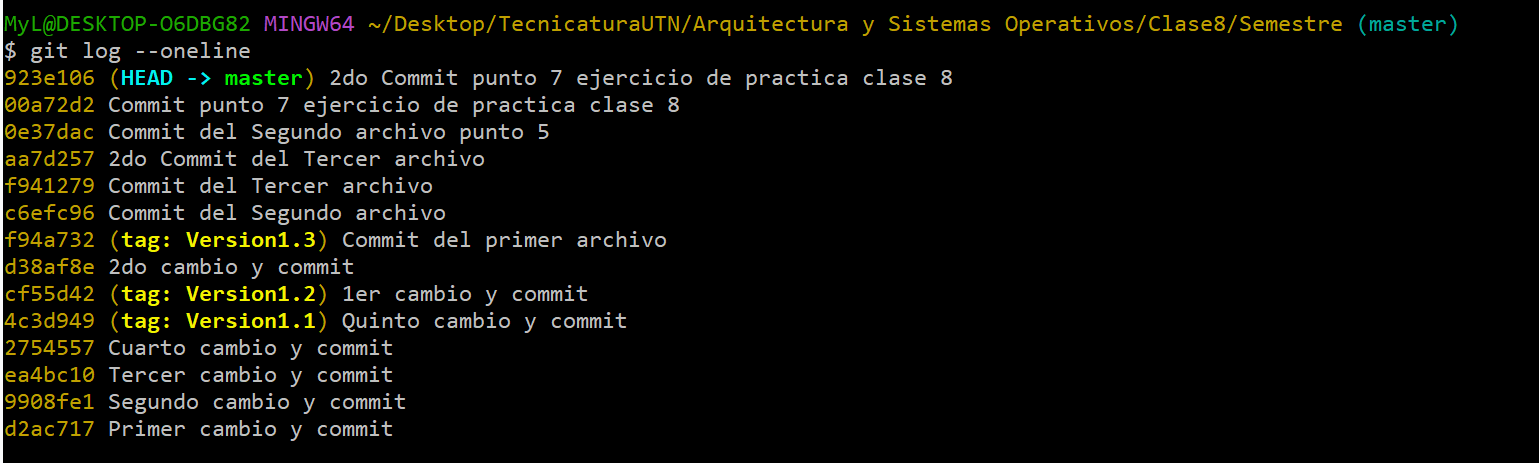 MyL@DESKTOP-O6DBG82 MINGW64 ~/Desktop/TecnicaturaUTN/Arquitectura y Sistemas Operativos/Clase8/Semestre (master)
$ git log --oneline
923e106 (HEAD -> master) 2do Commit punto 7 ejercicio de practica clase 8
00a72d2 Commit punto 7 ejercicio de practica clase 8
0e37dac Commit del Segundo archivo punto 5
aa7d257 2do Commit del Tercer archivo
f941279 Commit del Tercer archivo
c6efc96 Commit del Segundo archivo
f94a732 (tag: Version1.3) Commit del primer archivo
d38af8e 2do cambio y commit
cf55d42 (tag: Version1.2) 1er cambio y commit
4c3d949 (tag: Version1.1) Quinto cambio y commit
2754557 Cuarto cambio y commit
ea4bc10 Tercer cambio y commit
9908fe1 Segundo cambio y commit
d2ac717 Primer cambio y commit